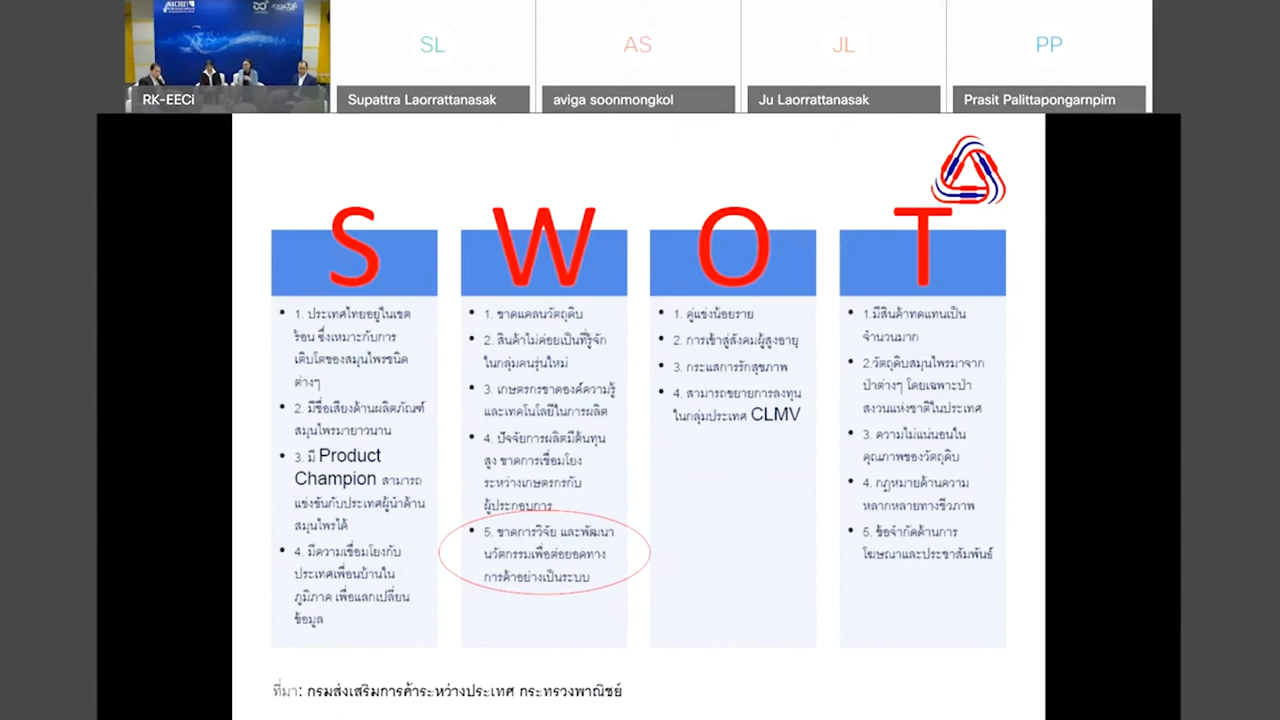 NAC2021
RK-EECi
SL
Supattra Laorrattanasak
AS
aviga soonmongkol
JL
Ju Laorrattanasak
PP
Prasit Palittapongarnpim
S
• 1. ประเทศไทยอยู่ในเขต
ร้อน ซึ่งเหมาะกับการ
เติบโตของสมุนไพรชนิด
ต่างๆ
• 2. มีชื่อเสียงด้านผลิตภัณฑ์
สมุนไพรมายาวนาน
• 3. มี Product
Champion สามารถ
แข่งขันกับประเทศผู้นำด้าน
สมุนไพรได้
• 4. มีความเชื่อมโยงกับ
ประเทศเพื่อนบ้านใน
ภูมิภาค เพื่อแลกเปลี่ยน
ข้อมูล
W
• 1. ขาดแคลนวัตถุดิบ
• 2. สินค้าไม่ค่อยเป็นที่รู้จัก
ในกลุ่มคนรุ่นใหม่
• 3. เกษตรกรขาดองค์ความรู้
และเทคโนโลยีในการผลิต
• 4. ปัจจัยการผลิตมีต้นทุน
สูง ขาดการเชื่อมโยง
ระหว่างเกษตรกรกับ
ผู้ประกอบการ
• 5. ขาดการวิจัย และพัฒนา
นวัตกรรมเพื่อต่อยอดทาง
การค้าอย่างเป็นระบบ
O
• 1. คู่แข่งน้อยราย
• 2. การเข้าสู่สังคมผู้สูงอายุ
• 3. กระแสการรักสุขภาพ
• 4. สามารถขยายการลงทุน
ในกลุ่มประเทศ CLMV
T
• 1.มีสินค้าทดแทนเป็น
จำนวนมาก
• 2.วัตถุดิบสมุนไพรมาจาก
ป่าต่างๆ โดยเฉพาะป่า
สงวนแห่งชาติในประเทศ
• 3. ความไม่แน่นอนใน
คุณภาพของวัตถุดิบ
• 4. กฎหมายด้านความ
หลากหลายทางชีวภาพ
• 5. ข้อจำกัดด้านการ
โฆษณาและประชาสัมพันธ์
ที่มา: กรมส่งเสริมการค้าระหว่างประเทศ กระทรวงพาณิชย์